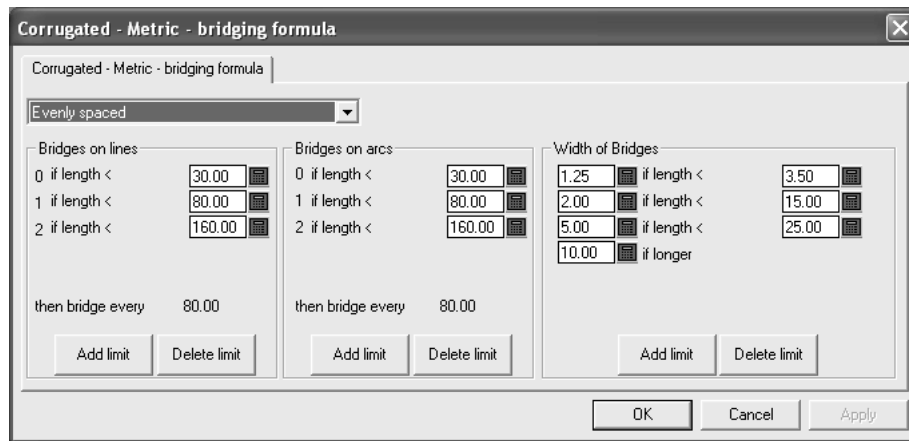 Corrugated - Metric - bridging formula
Corrugated - Metric - bridging formula
Evenly spaced
Bridges on lines
0 if length < 30.00
1 if length < 80.00
2 if length < 160.00
then bridge every 80.00
Add limit Delete limit
Bridges on arcs
0 if length < 30.00
1 if length < 80.00
2 if length < 160.00
then bridge every 80.00
Add limit Delete limit
Width of Bridges
1.25 if length < 3.50
2.00 if length < 15.00
5.00 if length < 25.00
10.00 if longer
Add limit Delete limit
OK Cancel Apply